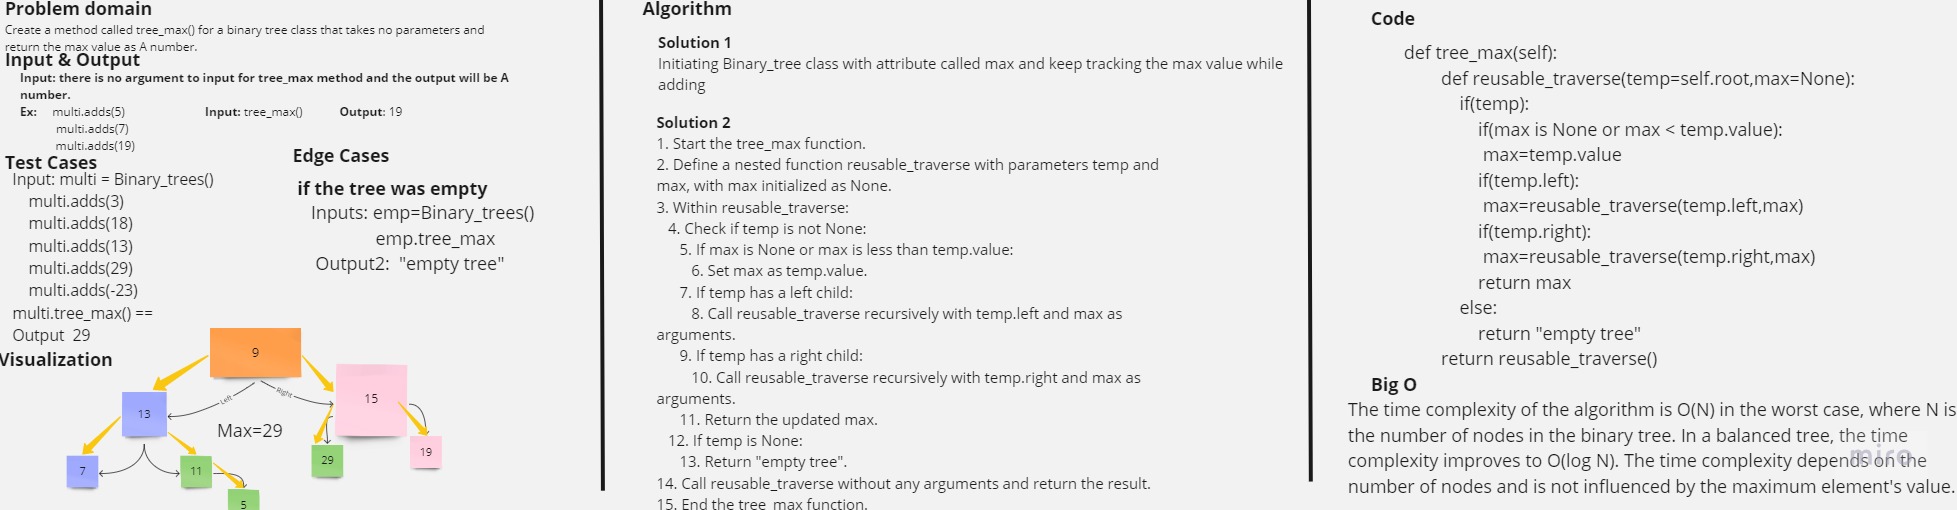 Problem domain
Create a method called tree_max() for a binary tree class that takes no parameters and
return the max value as A number.
Input & Output
Input: there is no argument to input for tree_max method and the output will be A
number.
Ex: multi.adds(5) Input: tree_max() Output: 19
multi.adds(7)
multi.adds(19)
Test Cases
Input: multi = Binary_trees()
multi.adds(3)
multi.adds(18)
multi.adds(13)
multi.adds(29)
multi.adds(-23)
multi.tree_max() ==
Output 29
Edge Cases
if the tree was empty
Inputs: emp=Binary_trees()
emp.tree_max
Output2: "empty tree"
Visualization
9
Left
Right
13
15
Max=29
7
11
29
19
5
Algorithm
Solution 1
Initiating Binary_tree class with attribute called max and keep tracking the max value while
adding
Solution 2
1. Start the tree_max function.
2. Define a nested function reusable_traverse with parameters temp and
max, with max initialized as None.
3. Within reusable_traverse:
4. Check if temp is not None:
5. If max is None or max is less than temp.value:
6. Set max as temp.value.
7. If temp has a left child:
8. Call reusable_traverse recursively with temp.left and max as
arguments.
9. If temp has a right child:
10. Call reusable_traverse recursively with temp.right and max as
arguments.
11. Return the updated max.
12. If temp is None:
13. Return "empty tree".
14. Call reusable_traverse without any arguments and return the result.
15. End the tree_max function.
Code
def tree_max(self):
def reusable_traverse(temp=self.root,max=None):
if(temp):
if(max is None or max < temp.value):
max=temp.value
if(temp.left):
max=reusable_traverse(temp.left,max)
if(temp.right):
max=reusable_traverse(temp.right,max)
return max
else:
return "empty tree"
return reusable_traverse()
Big O
The time complexity of the algorithm is O(N) in the worst case, where N is
the number of nodes in the binary tree. In a balanced tree, the time
complexity improves to O(log N). The time complexity depends on the
number of nodes and is not influenced by the maximum element's value.
miro